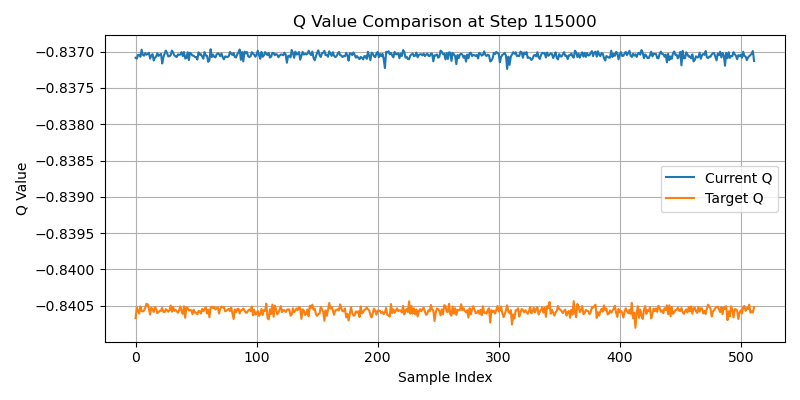 Q Value Comparison at Step 115000
−0.8370
−0.8375
−0.8380
−0.8385
−0.8390
−0.8395
−0.8400
−0.8405
Q Value
Current Q
Target Q
0 100 200 300 400 500
Sample Index